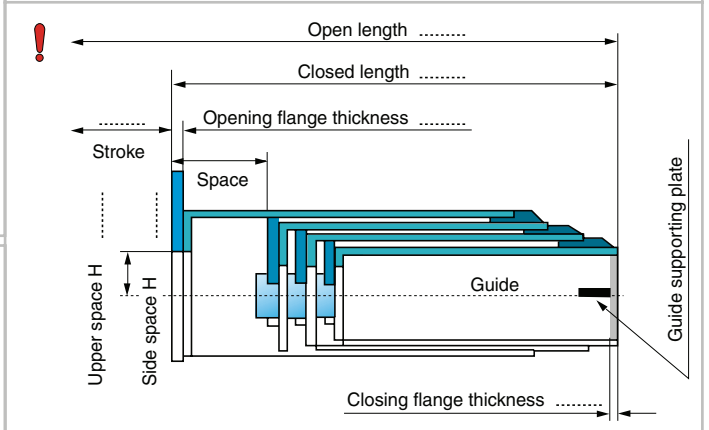 Open length ..........
Closed length ..........
.......... Opening flange thickness ..........
Stroke
Space
Upper space H ..........
Side space H ..........
Guide
Guide supporting plate
Closing flange thickness ..........